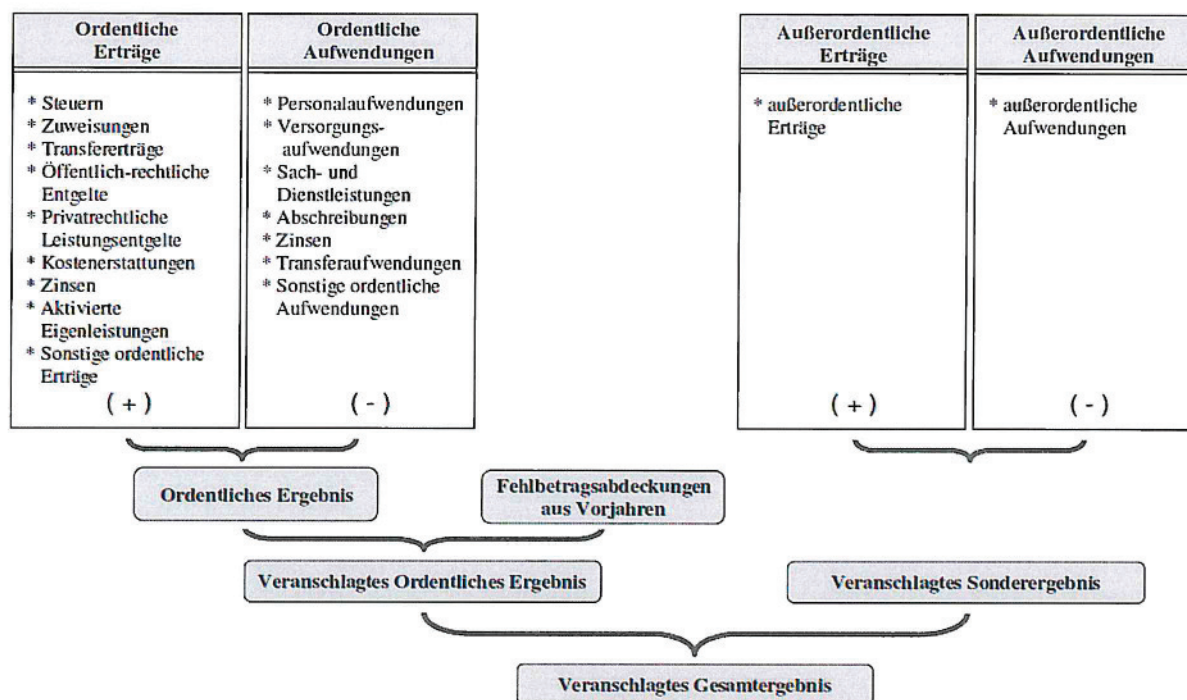 Ordentliche
Erträge
* Steuern
* Zuweisungen
* Transfererträge
* Öffentlich-rechtliche
Entgelte
* Privatrechtliche
Leistungsentgelte
* Kostenerstattungen
* Zinsen
* Aktivierte
Eigenleistungen
* Sonstige ordentliche
Erträge
( + )
Ordentliche
Aufwendungen
* Personalaufwendungen
* Versorgungs-
aufwendungen
* Sach- und
Dienstleistungen
* Abschreibungen
* Zinsen
* Transferaufwendungen
* Sonstige ordentliche
Aufwendungen
( - )
Außerordentliche
Erträge
* außerordentliche
Erträge
( + )
Außerordentliche
Aufwendungen
* außerordentliche
Aufwendungen
( - )
Ordentliches Ergebnis
Fehlbetragsabdeckungen
aus Vorjahren
Veranschlagtes Ordentliches Ergebnis
Veranschlagtes Sonderergebnis
Veranschlagtes Gesamtergebnis